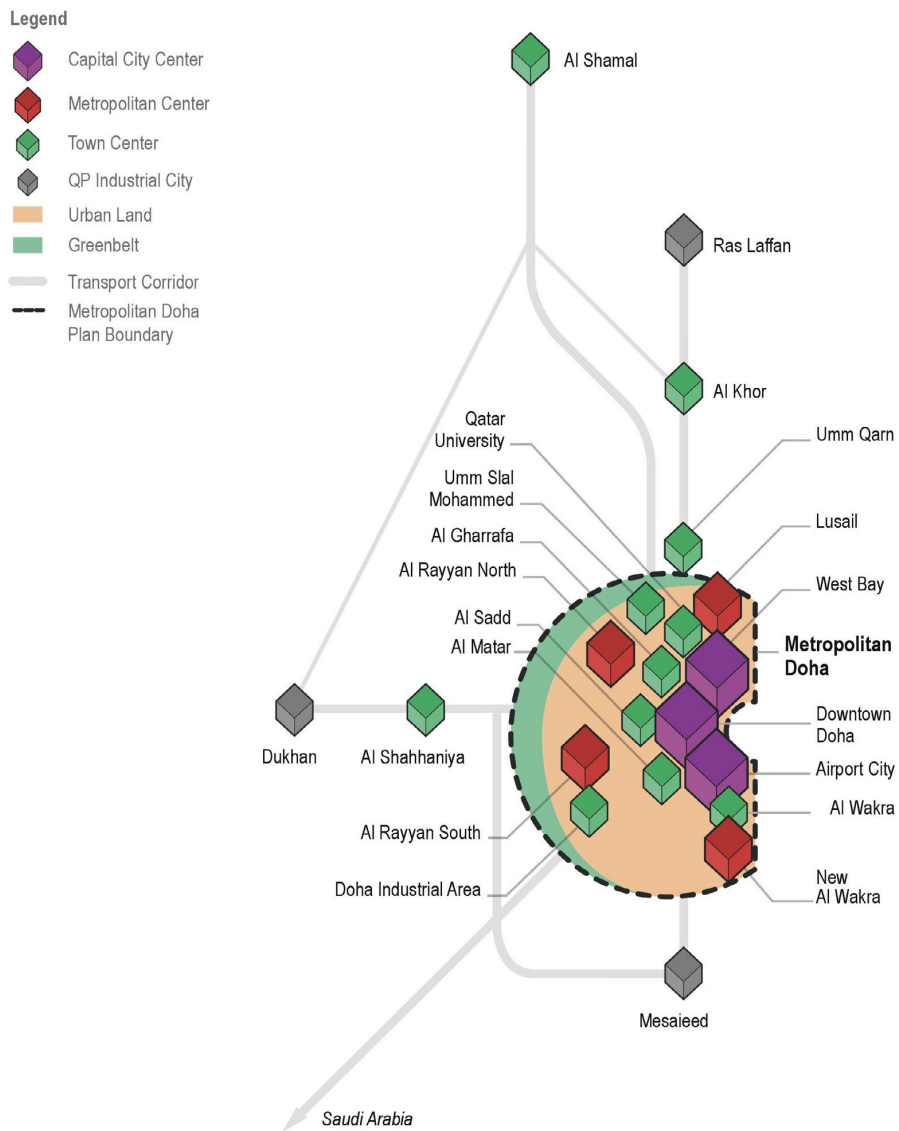 Legend
Capital City Center
Metropolitan Center
Town Center
QP Industrial City
Urban Land
Greenbelt
Transport Corridor
Metropolitan Doha
Plan Boundary
Al Shamal
Ras Laffan
Al Khor
Qatar
University
Umm Qarn
Umm Slal
Mohammed
Lusail
Al Gharrafa
Al Rayyan North
West Bay
Al Sadd
Al Matar
Metropolitan
Doha
Downtown
Doha
Dukhan
Al Shahhaniya
Airport City
Al Wakra
Al Rayyan South
Doha Industrial Area
New
Al Wakra
Mesaieed
Saudi Arabia